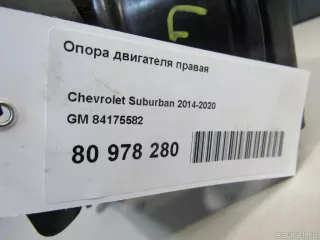 F
Опора двигателя правая
Chevrolet Suburban 2014-2020
GM 84175582
80 978 280